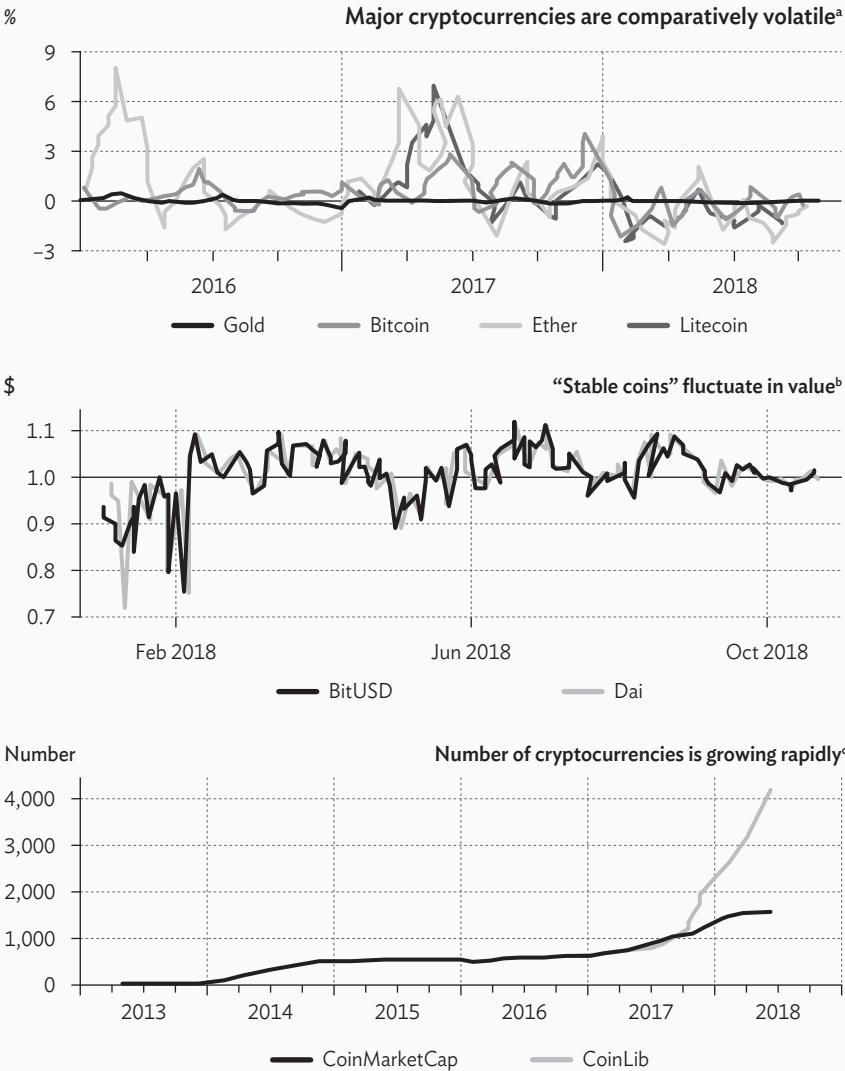 % Major cryptocurrencies are comparatively volatileᵃ
9
6
3
0
–3
2016 2017 2018
Gold Bitcoin Ether Litecoin
$ “Stable coins” fluctuate in valueᵇ
1.1
1.0
0.9
0.8
0.7
Feb 2018 Jun 2018 Oct 2018
BitUSD Dai
Number Number of cryptocurrencies is growing rapidlyᶜ
4,000
3,000
2,000
1,000
0
2013 2014 2015 2016 2017 2018
CoinMarketCap CoinLib